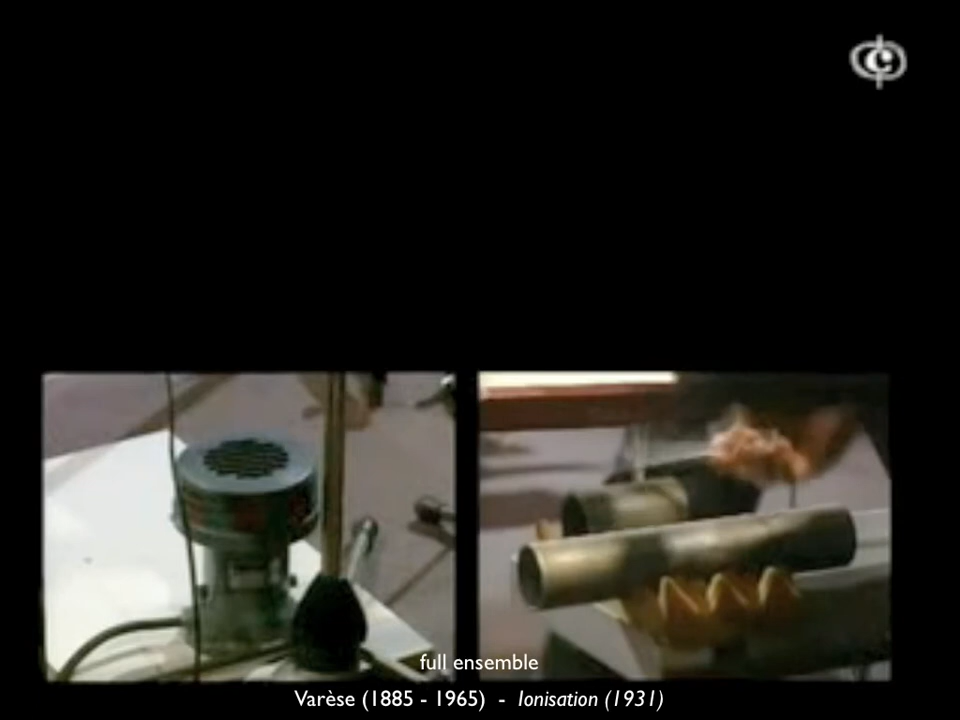 full ensemble
Varèse (1885 - 1965) - Ionisation (1931)